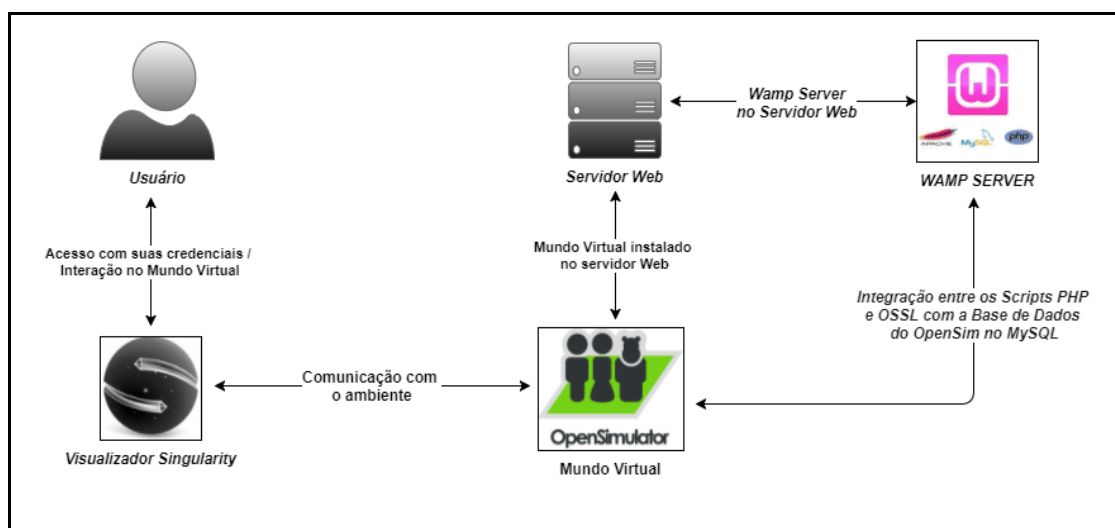 Usuário
Acesso com suas credenciais /
Interação no Mundo Virtual
Visualizador Singularity
Comunicação com
o ambiente
Servidor Web
Mundo Virtual instalado
no servidor Web
OpenSimulator
Mundo Virtual
Wamp Server
no Servidor Web
W
APACHE
MySQL
php
WAMP SERVER
Integração entre os Scripts PHP
e OSSL com a Base de Dados
do OpenSim no MySQL